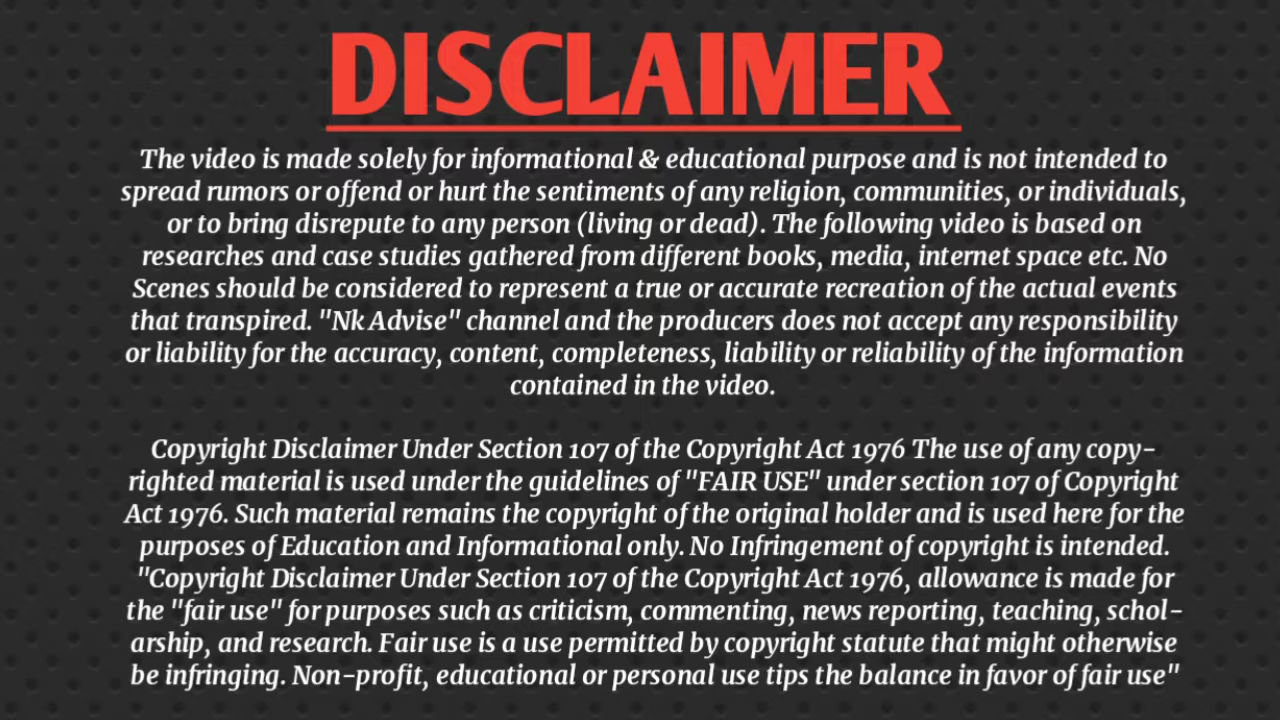 DISCLAIMER
The video is made solely for informational & educational purpose and is not intended to
spread rumors or offend or hurt the sentiments of any religion, communities, or individuals,
or to bring disrepute to any person (living or dead). The following video is based on
researches and case studies gathered from different books, media, internet space etc. No
Scenes should be considered to represent a true or accurate recreation of the actual events
that transpired. "Nk Advise" channel and the producers does not accept any responsibility
or liability for the accuracy, content, completeness, liability or reliability of the information
contained in the video.
Copyright Disclaimer Under Section 107 of the Copyright Act 1976 The use of any copy-
righted material is used under the guidelines of "FAIR USE" under section 107 of Copyright
Act 1976. Such material remains the copyright of the original holder and is used here for the
purposes of Education and Informational only. No Infringement of copyright is intended.
"Copyright Disclaimer Under Section 107 of the Copyright Act 1976, allowance is made for
the "fair use" for purposes such as criticism, commenting, news reporting, teaching, schol-
arship, and research. Fair use is a use permitted by copyright statute that might otherwise
be infringing. Non-profit, educational or personal use tips the balance in favor of fair use"